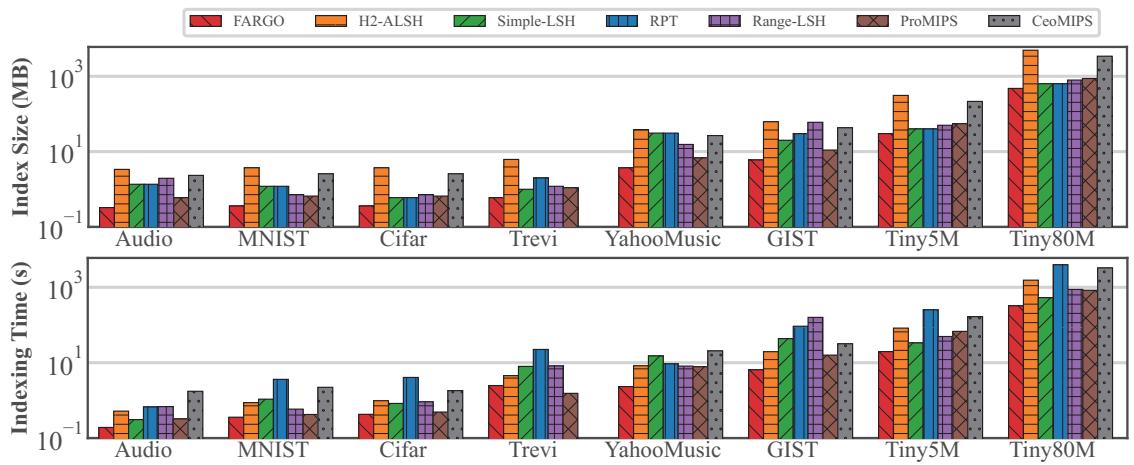 FARGO H2-ALSH Simple-LSH RPT Range-LSH ProMIPS CeoMIPS
Index Size (MB)
10^3
10^1
10^−1
Audio MNIST Cifar Trevi YahooMusic GIST Tiny5M Tiny80M
Indexing Time (s)
10^3
10^1
10^−1
Audio MNIST Cifar Trevi YahooMusic GIST Tiny5M Tiny80M